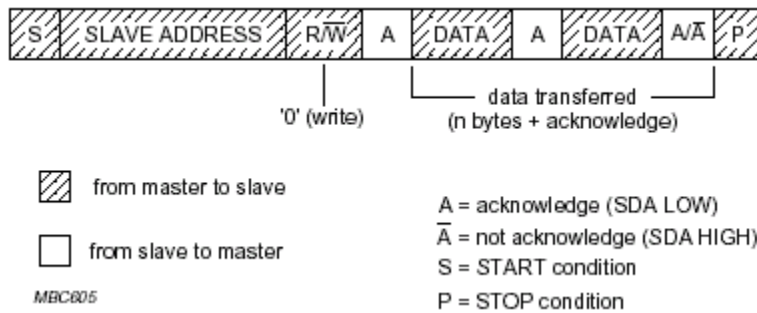 S SLAVE ADDRESS R/W̅ A DATA A DATA A/A̅ P
'0' (write)
data transferred
(n bytes + acknowledge)
from master to slave
from slave to master
A = acknowledge (SDA LOW)
A̅ = not acknowledge (SDA HIGH)
S = START condition
P = STOP condition
MBC605